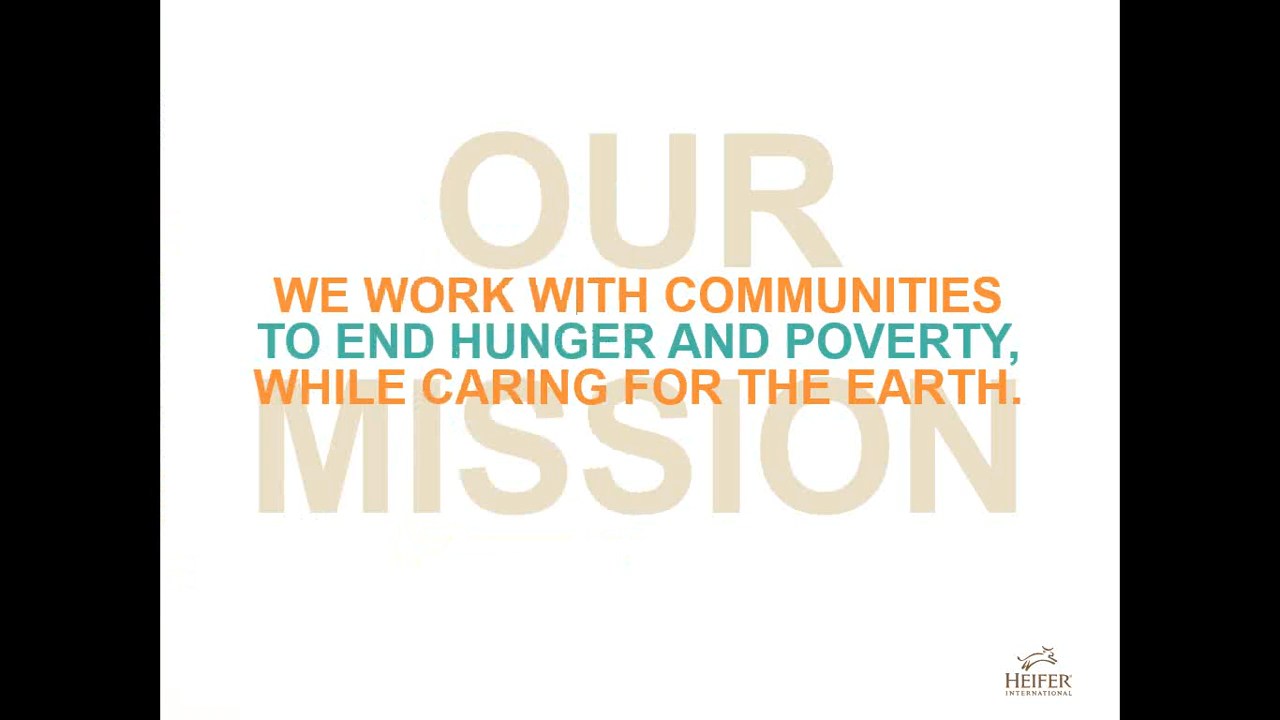 OUR
WE WORK WITH COMMUNITIES
TO END HUNGER AND POVERTY,
WHILE CARING FOR THE EARTH.
MISSION
HEIFER
INTERNATIONAL